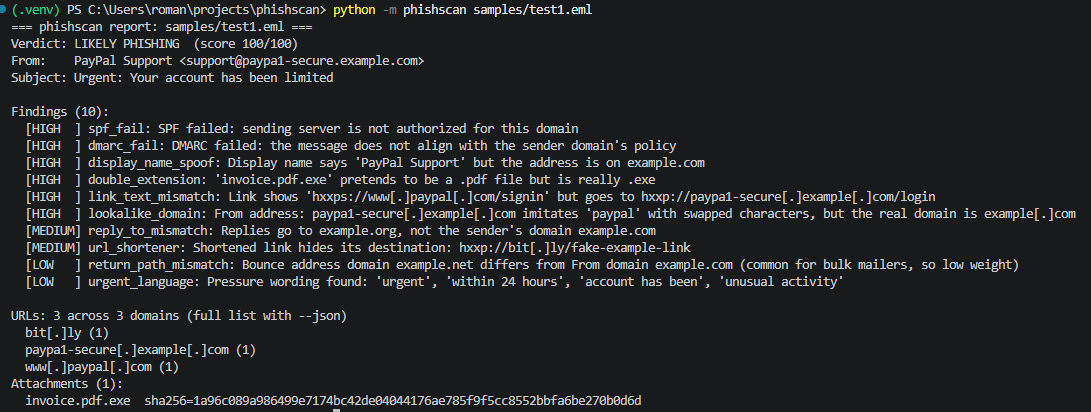 (.venv) PS C:\Users\roman\projects\phishscan> python -m phishscan samples/test1.eml
=== phishscan report: samples/test1.eml ===
Verdict: LIKELY PHISHING  (score 100/100)
From:    PayPal Support <support@paypa1-secure.example.com>
Subject: Urgent: Your account has been limited

Findings (10):
  [HIGH  ] spf_fail: SPF failed: sending server is not authorized for this domain
  [HIGH  ] dmarc_fail: DMARC failed: the message does not align with the sender domain's policy
  [HIGH  ] display_name_spoof: Display name says 'PayPal Support' but the address is on example.com
  [HIGH  ] double_extension: 'invoice.pdf.exe' pretends to be a .pdf file but is really .exe
  [HIGH  ] link_text_mismatch: Link shows 'hxxps://www[.]paypal[.]com/signin' but goes to hxxp://paypa1-secure[.]example[.]com/login
  [HIGH  ] lookalike_domain: From address: paypa1-secure[.]example[.]com imitates 'paypal' with swapped characters, but the real domain is example[.]com
  [MEDIUM] reply_to_mismatch: Replies go to example.org, not the sender's domain example.com
  [MEDIUM] url_shortener: Shortened link hides its destination: hxxp://bit[.]ly/fake-example-link
  [LOW   ] return_path_mismatch: Bounce address domain example.net differs from From domain example.com (common for bulk mailers, so low weight)
  [LOW   ] urgent_language: Pressure wording found: 'urgent', 'within 24 hours', 'account has been', 'unusual activity'

URLs: 3 across 3 domains (full list with --json)
  bit[.]ly (1)
  paypa1-secure[.]example[.]com (1)
  www[.]paypal[.]com (1)
Attachments (1):
  invoice.pdf.exe  sha256=1a96c089a986499e7174bc42de04044176ae785f9f5cc8552bbfa6be270b0d6d